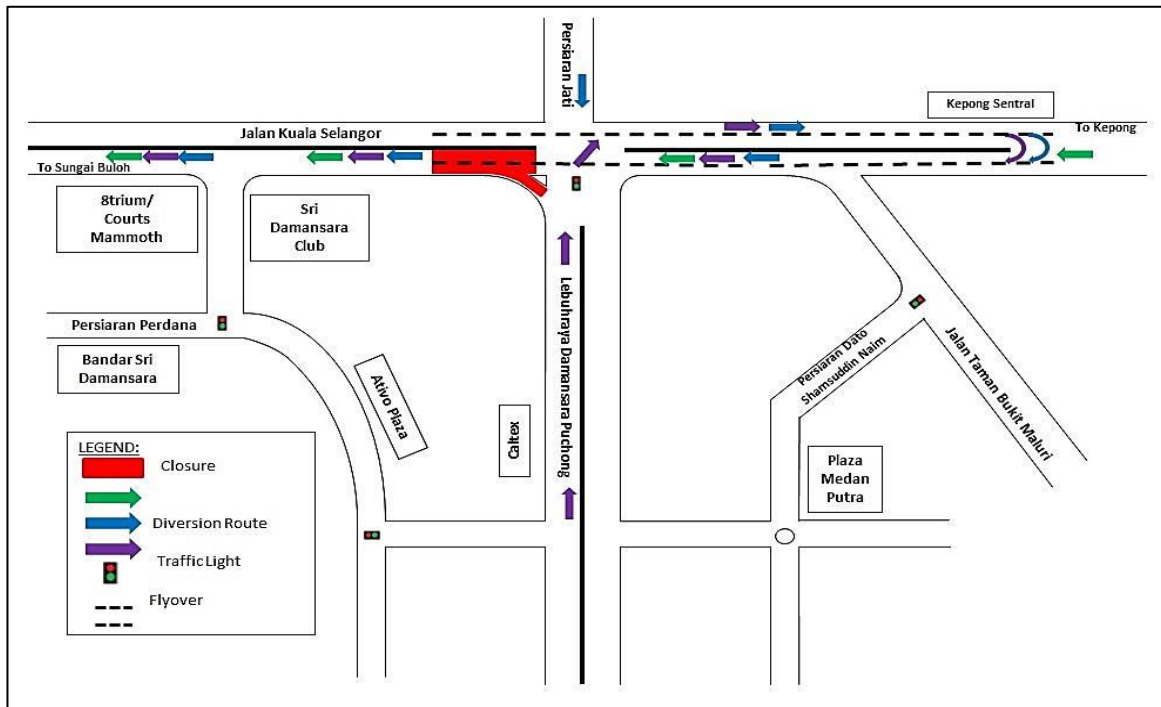 Persiaran Jati
Kepong Sentral
Jalan Kuala Selangor
To Kepong
To Sungai Buloh
8trium/
Courts
Mammoth
Sri
Damansara
Club
Persiaran Perdana
Bandar Sri
Damansara
Ativo Plaza
Caltex
Lebuhraya Damansara Puchong
Persiaran Dato
Shamsuddin Naim
Jalan Taman Bukit Maluri
Plaza
Medan
Putra
LEGEND:
Closure
Diversion Route
Traffic Light
Flyover